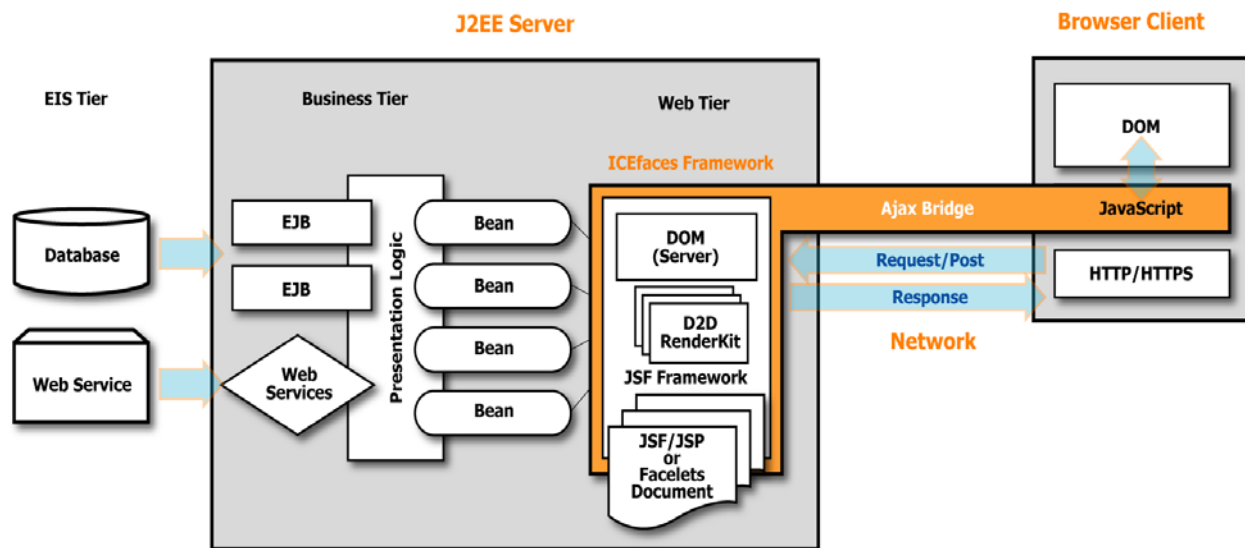 J2EE Server
Browser Client
EIS Tier
Business Tier
Web Tier
ICEfaces Framework
Database
Web Service
EJB
EJB
Web
Services
Presentation Logic
Bean
Bean
Bean
Bean
DOM
(Server)
D2D
RenderKit
JSF Framework
JSF/JSP
or
Facelets
Document
Ajax Bridge
Request/Post
Response
Network
DOM
JavaScript
HTTP/HTTPS